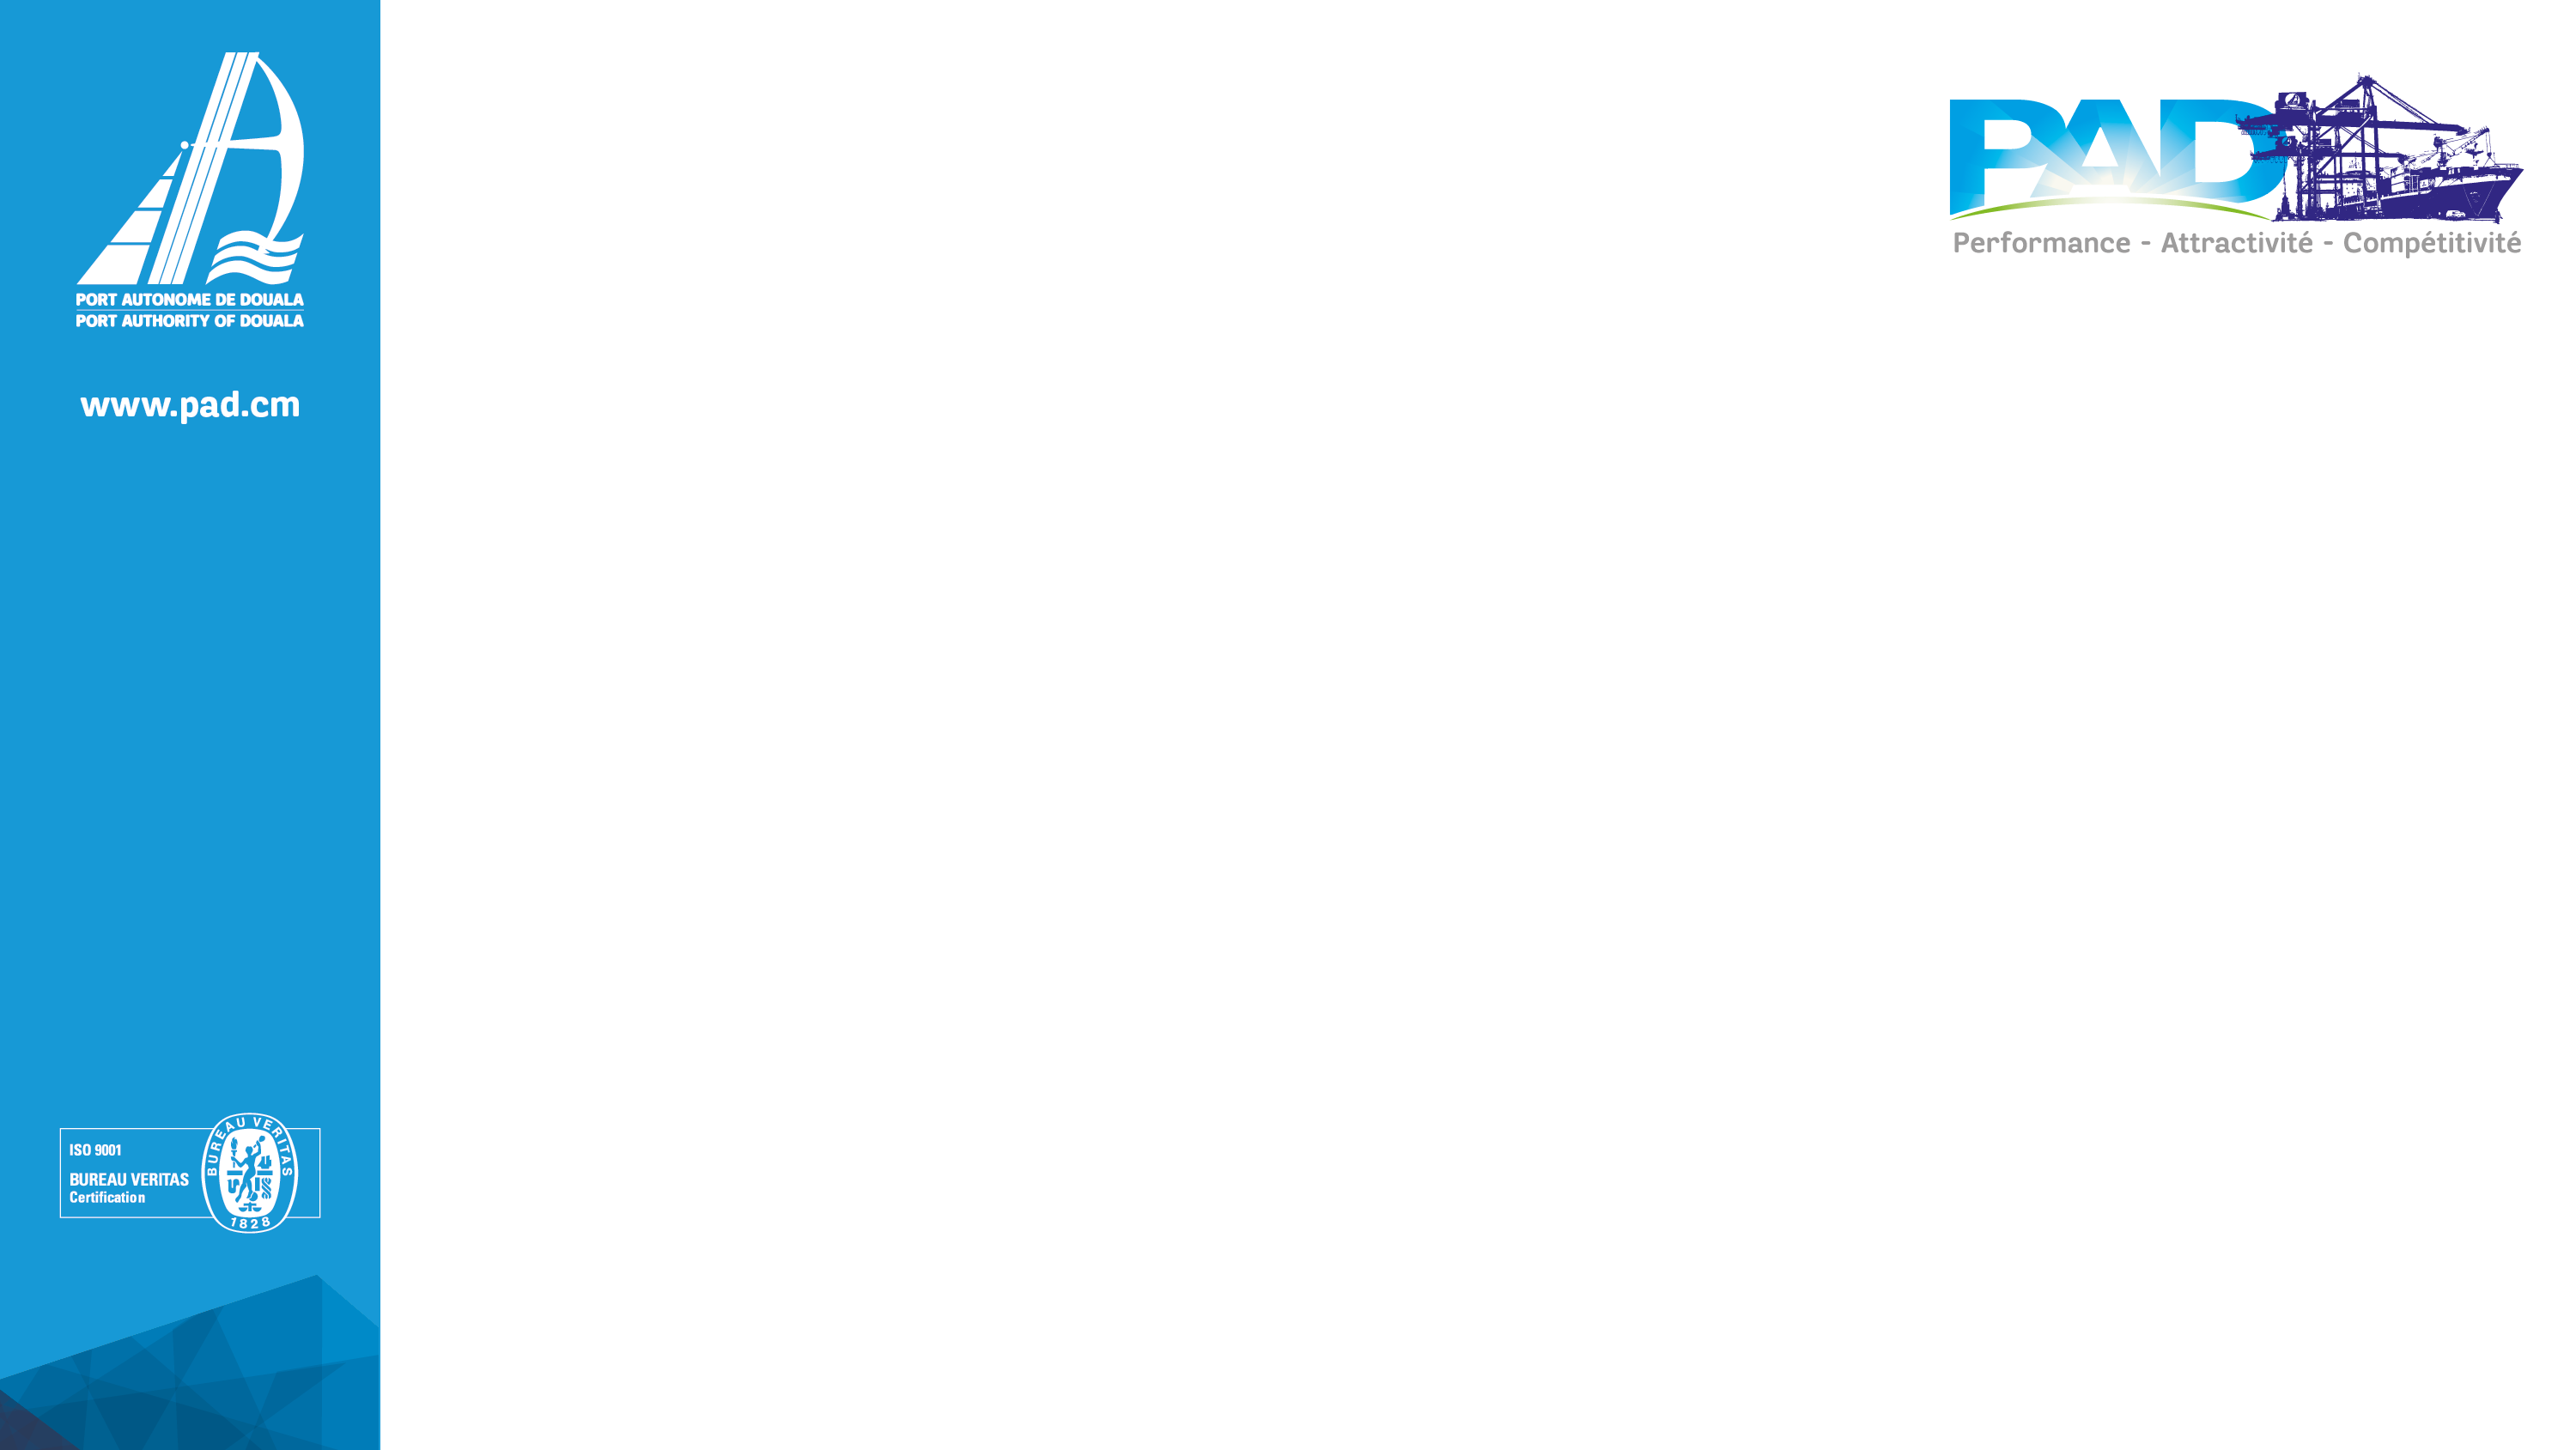 PORT AUTONOME DE DOUALA
PORT AUTHORITY OF DOUALA
www.pad.cm
PAD
Performance - Attractivité - Compétitivité
ISO 9001
BUREAU VERITAS
Certification
BUREAU VERITAS
1828